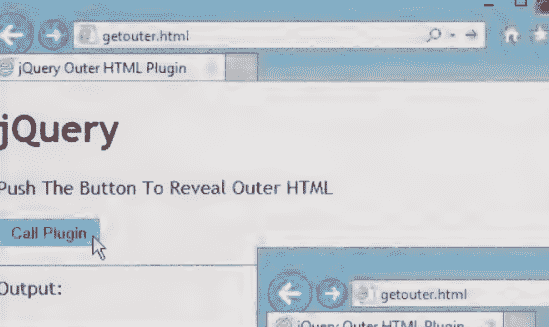 getouter.html
jQuery Outer HTML Plugin
jQuery
Push The Button To Reveal Outer HTML
Call Plugin
Output:
getouter.html
jQuery Outer HTML Plugin